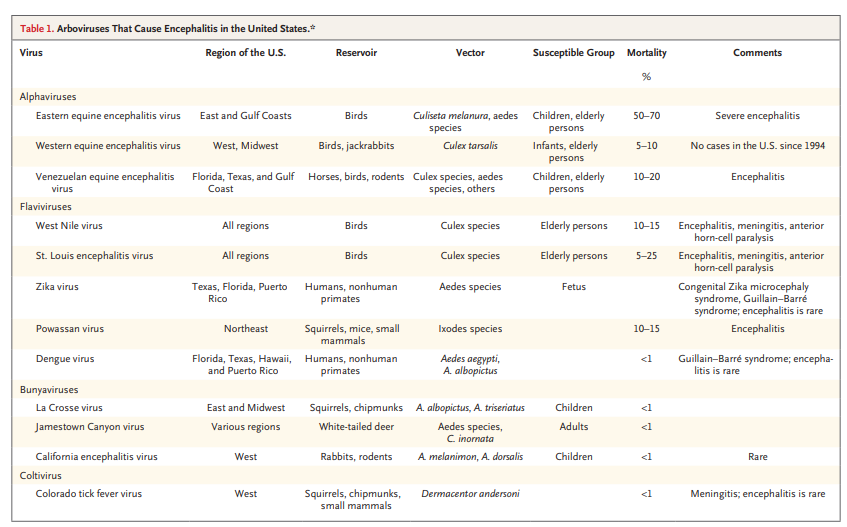 Table 1. Arboviruses That Cause Encephalitis in the United States.*
Virus Region of the U.S. Reservoir Vector Susceptible Group Mortality Comments
%
Alphaviruses
Eastern equine encephalitis virus East and Gulf Coasts Birds Culiseta melanura, aedes Children, elderly 50–70 Severe encephalitis
species persons
Western equine encephalitis virus West, Midwest Birds, jackrabbits Culex tarsalis Infants, elderly 5–10 No cases in the U.S. since 1994
persons
Venezuelan equine encephalitis Florida, Texas, and Gulf Horses, birds, rodents Culex species, aedes Children, elderly 10–20 Encephalitis
virus Coast species, others persons
Flaviviruses
West Nile virus All regions Birds Culex species Elderly persons 10–15 Encephalitis, meningitis, anterior
horn-cell paralysis
St. Louis encephalitis virus All regions Birds Culex species Elderly persons 5–25 Encephalitis, meningitis, anterior
horn-cell paralysis
Zika virus Texas, Florida, Puerto Humans, nonhuman Aedes species Fetus Congenital Zika microcephaly
Rico primates syndrome, Guillain–Barré
syndrome; encephalitis is rare
Powassan virus Northeast Squirrels, mice, small Ixodes species 10–15 Encephalitis
mammals
Dengue virus Florida, Texas, Hawaii, Humans, nonhuman Aedes aegypti, <1 Guillain–Barré syndrome; encepha-
and Puerto Rico primates A. albopictus litis is rare
Bunyaviruses
La Crosse virus East and Midwest Squirrels, chipmunks A. albopictus, A. triseriatus Children <1
Jamestown Canyon virus Various regions White-tailed deer Aedes species, Adults <1
C. inornata
California encephalitis virus West Rabbits, rodents A. melanimon, A. dorsalis Children <1 Rare
Coltivirus
Colorado tick fever virus West Squirrels, chipmunks, Dermacentor andersoni <1 Meningitis; encephalitis is rare
small mammals